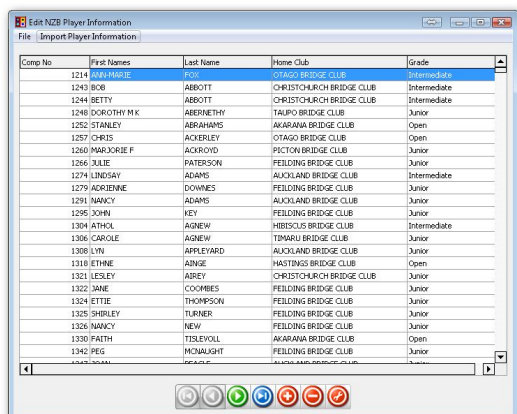 Edit NZB Player Information
File Import Player Information
Comp No First Names Last Name Home Club Grade
1214 ANN-MARIE FOX OTAGO BRIDGE CLUB Intermediate
1243 BOB ABBOTT CHRISTCHURCH BRIDGE CLUB Intermediate
1244 BETTY ABBOTT CHRISTCHURCH BRIDGE CLUB Intermediate
1248 DOROTHY M K ABERNETHY TAUPO BRIDGE CLUB Junior
1252 STANLEY ABRAHAMS AKARANA BRIDGE CLUB Open
1257 CHRIS ACKERLEY OTAGO BRIDGE CLUB Open
1260 MARJORIE F ACKROYD PICTON BRIDGE CLUB Junior
1266 JULIE PATERSON FEILDING BRIDGE CLUB Junior
1274 LINDSAY ADAMS AUCKLAND BRIDGE CLUB Intermediate
1279 ADRIENNE DOWNES FEILDING BRIDGE CLUB Junior
1291 NANCY ADAMS AUCKLAND BRIDGE CLUB Junior
1295 JOHN KEY FEILDING BRIDGE CLUB Junior
1304 ATHOL AGNEW HIBISCUS BRIDGE CLUB Intermediate
1306 CAROLE AGNEW TIMARU BRIDGE CLUB Junior
1308 LYN APPLEYARD AUCKLAND BRIDGE CLUB Junior
1318 ETHNE AINGE HASTINGS BRIDGE CLUB Open
1321 LESLEY AIREY CHRISTCHURCH BRIDGE CLUB Junior
1322 JANE COOMBES FEILDING BRIDGE CLUB Junior
1324 ETTIE THOMPSON FEILDING BRIDGE CLUB Junior
1325 SHIRLEY TURNER FEILDING BRIDGE CLUB Junior
1326 NANCY NEW FEILDING BRIDGE CLUB Junior
1330 FAITH TISLEVOLL AKARANA BRIDGE CLUB Open
1342 PEG MCNAUGHT FEILDING BRIDGE CLUB Junior